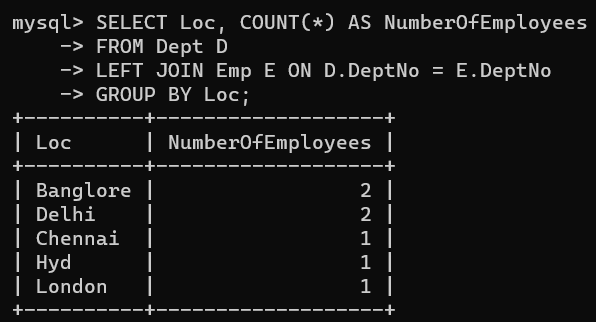 mysql> SELECT Loc, COUNT(*) AS NumberOfEmployees
    -> FROM Dept D
    -> LEFT JOIN Emp E ON D.DeptNo = E.DeptNo
    -> GROUP BY Loc;
+----------+-------------------+
| Loc      | NumberOfEmployees |
+----------+-------------------+
| Banglore |                 2 |
| Delhi    |                 2 |
| Chennai  |                 1 |
| Hyd      |                 1 |
| London   |                 1 |
+----------+-------------------+